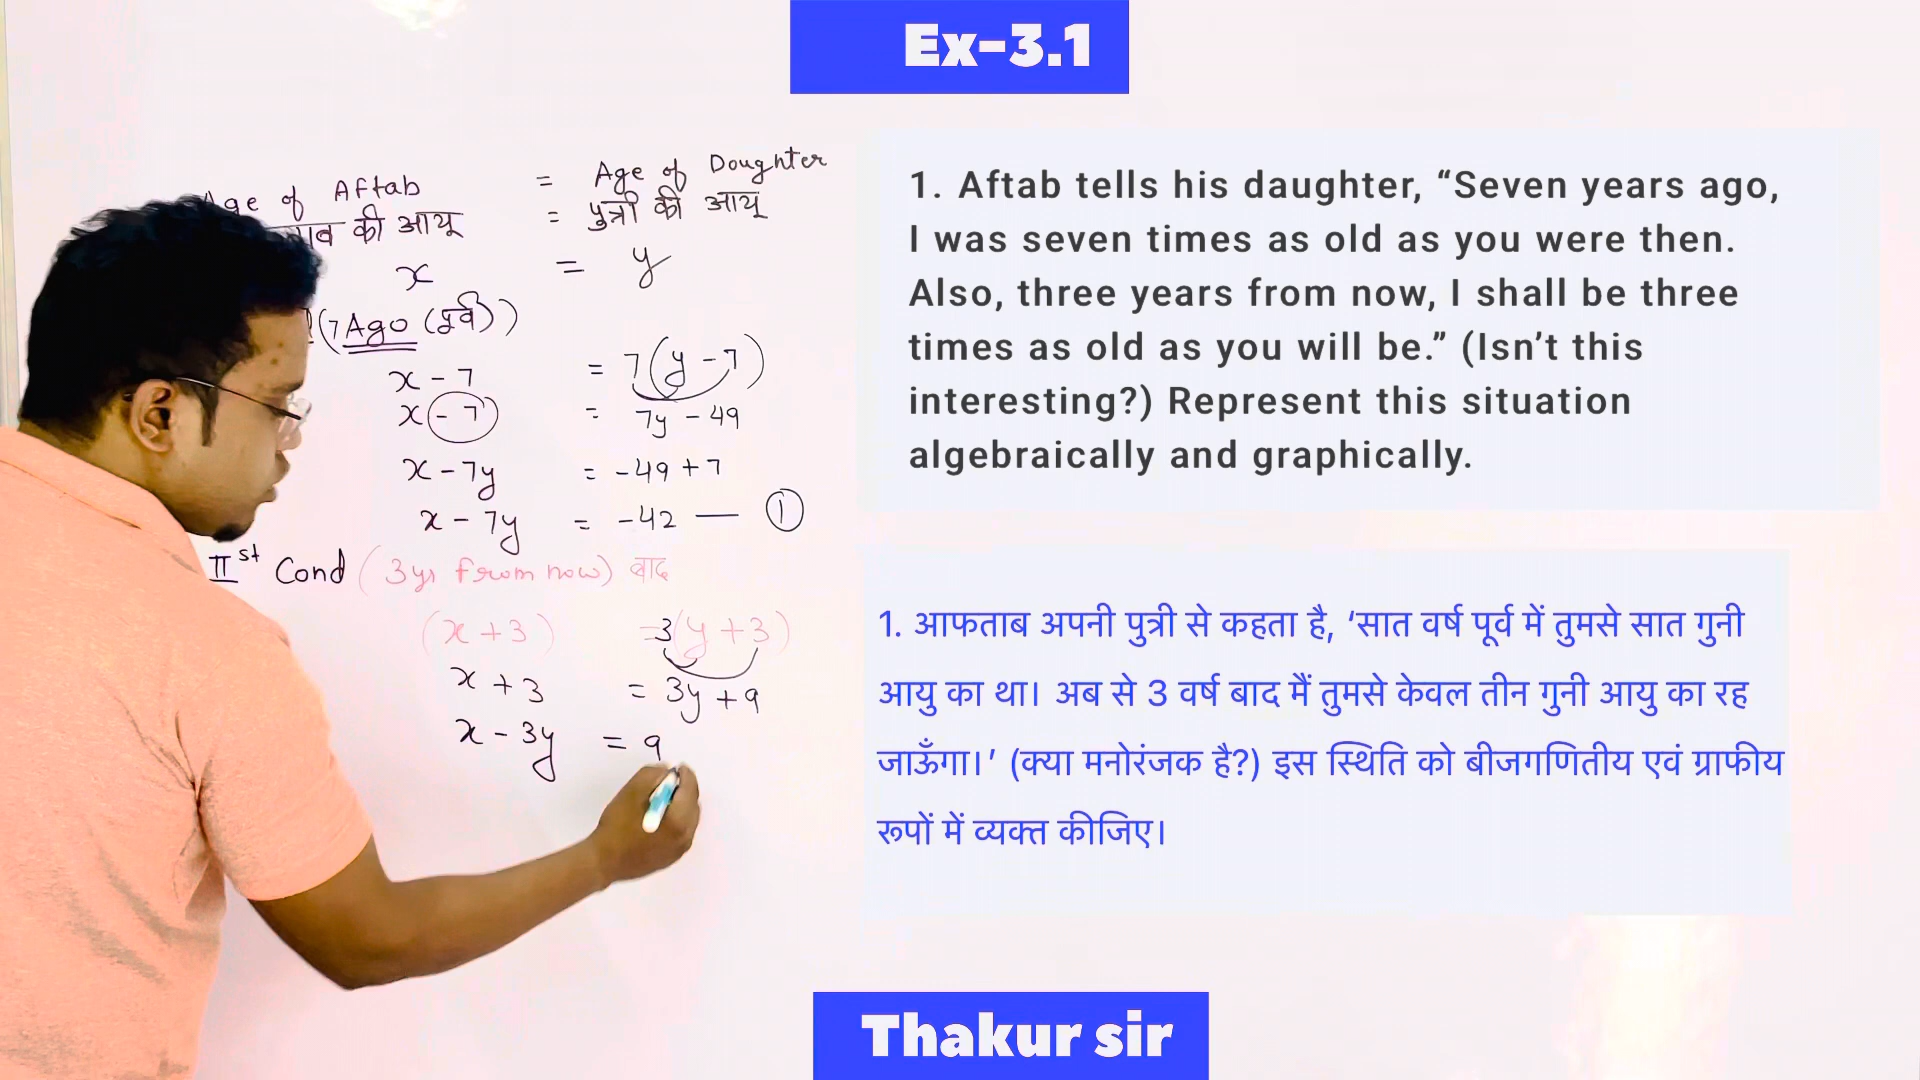 Ex-3.1
Age of Aftab = Age of Doughter
की आयू = पुत्री की आयू
x = y
(7 Ago (पूर्व))
x - 7 = 7(y - 7)
x - 7 = 7y - 49
x - 7y = -49 + 7
x - 7y = -42 — ①
IIst Cond (3yr from now) बाद
(x + 3) = 3(y + 3)
x + 3 = 3y + 9
x - 3y = 9
1. Aftab tells his daughter, “Seven years ago,
I was seven times as old as you were then.
Also, three years from now, I shall be three
times as old as you will be.” (Isn’t this
interesting?) Represent this situation
algebraically and graphically.
1. आफताब अपनी पुत्री से कहता है, ‘सात वर्ष पूर्व में तुमसे सात गुनी
आयु का था। अब से 3 वर्ष बाद मैं तुमसे केवल तीन गुनी आयु का रह
जाऊँगा।’ (क्या मनोरंजक है?) इस स्थिति को बीजगणितीय एवं ग्राफीय
रूपों में व्यक्त कीजिए।
Thakur sir